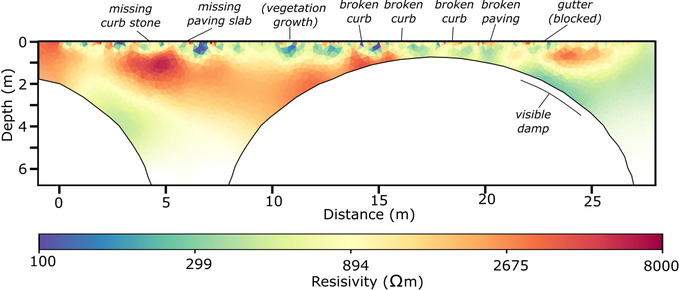 missing
curb stone
missing
paving slab
(vegetation
growth)
broken
curb
broken
curb
broken
curb
broken
paving
gutter
(blocked)
0
2
4
6
Depth (m)
visible
damp
0
5
10
15
20
25
Distance (m)
100
299
894
2675
8000
Resisivity (Ωm)